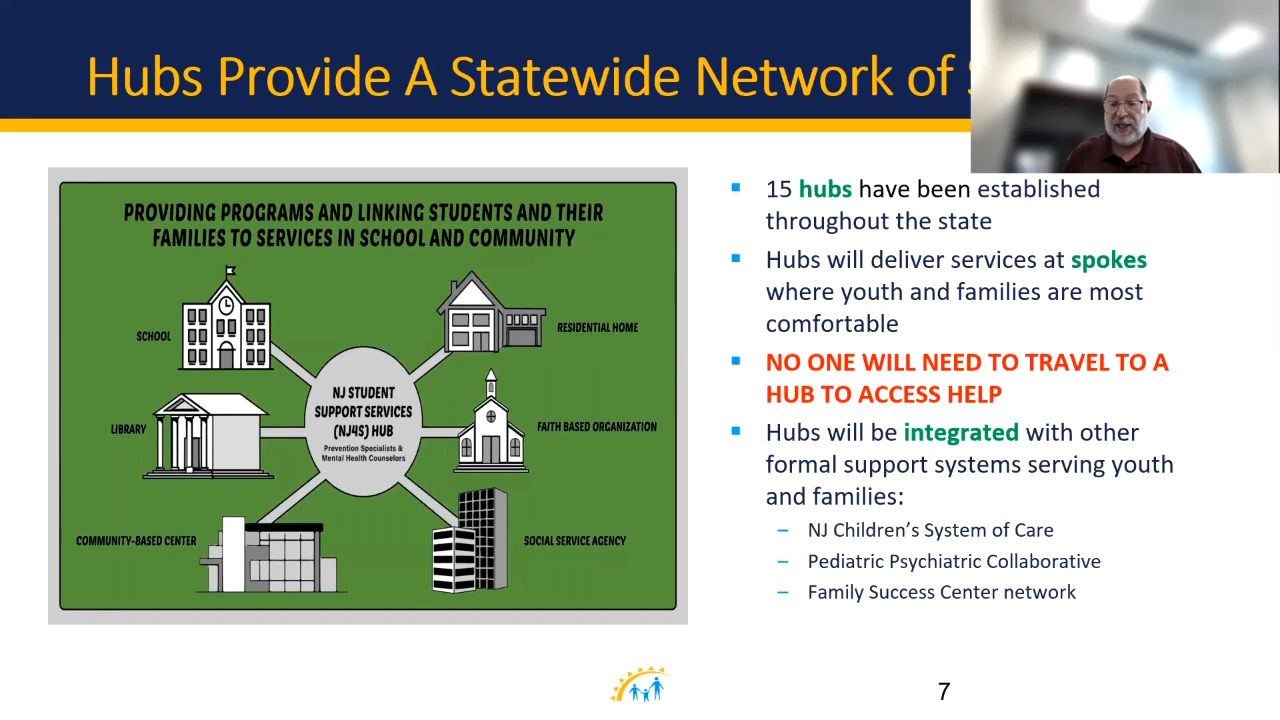 Hubs Provide A Statewide Network of
PROVIDING PROGRAMS AND LINKING STUDENTS AND THEIR
FAMILIES TO SERVICES IN SCHOOL AND COMMUNITY
SCHOOL
RESIDENTIAL HOME
NJ STUDENT
SUPPORT SERVICES
(NJ4S) HUB
Prevention Specialists &
Mental Health Counselors
LIBRARY
FAITH BASED ORGANIZATION
COMMUNITY-BASED CENTER
SOCIAL SERVICE AGENCY
▪ 15 hubs have been established
throughout the state
▪ Hubs will deliver services at spokes
where youth and families are most
comfortable
▪ NO ONE WILL NEED TO TRAVEL TO A
HUB TO ACCESS HELP
▪ Hubs will be integrated with other
formal support systems serving youth
and families:
– NJ Children’s System of Care
– Pediatric Psychiatric Collaborative
– Family Success Center network
7